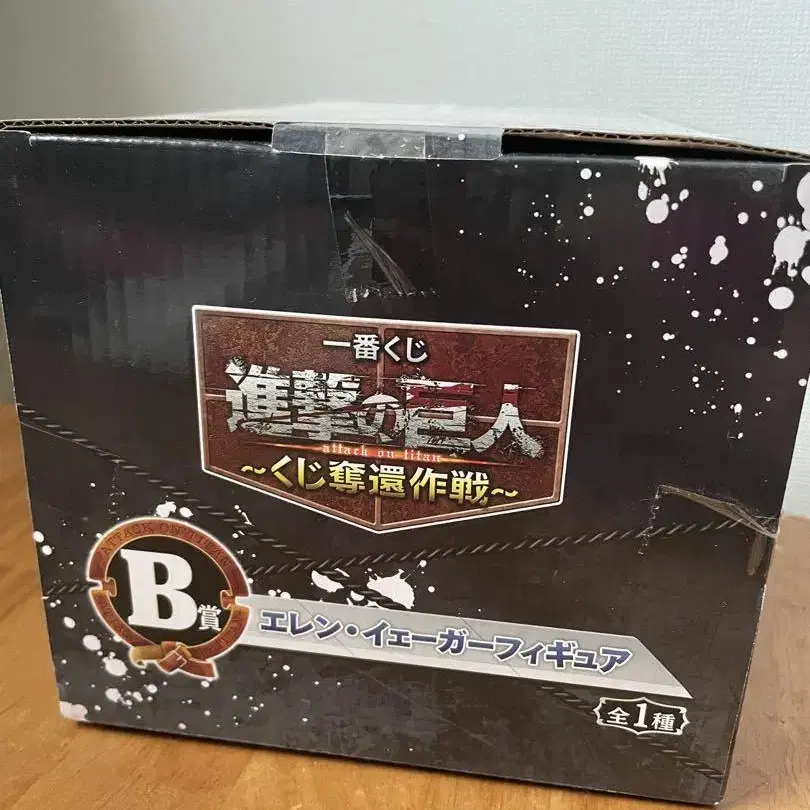 一番くじ
進撃の巨人
attack on titan
～くじ奪還作戦～
ATTACK ON TITAN
B賞
エレン・イェーガーフィギュア
全1種